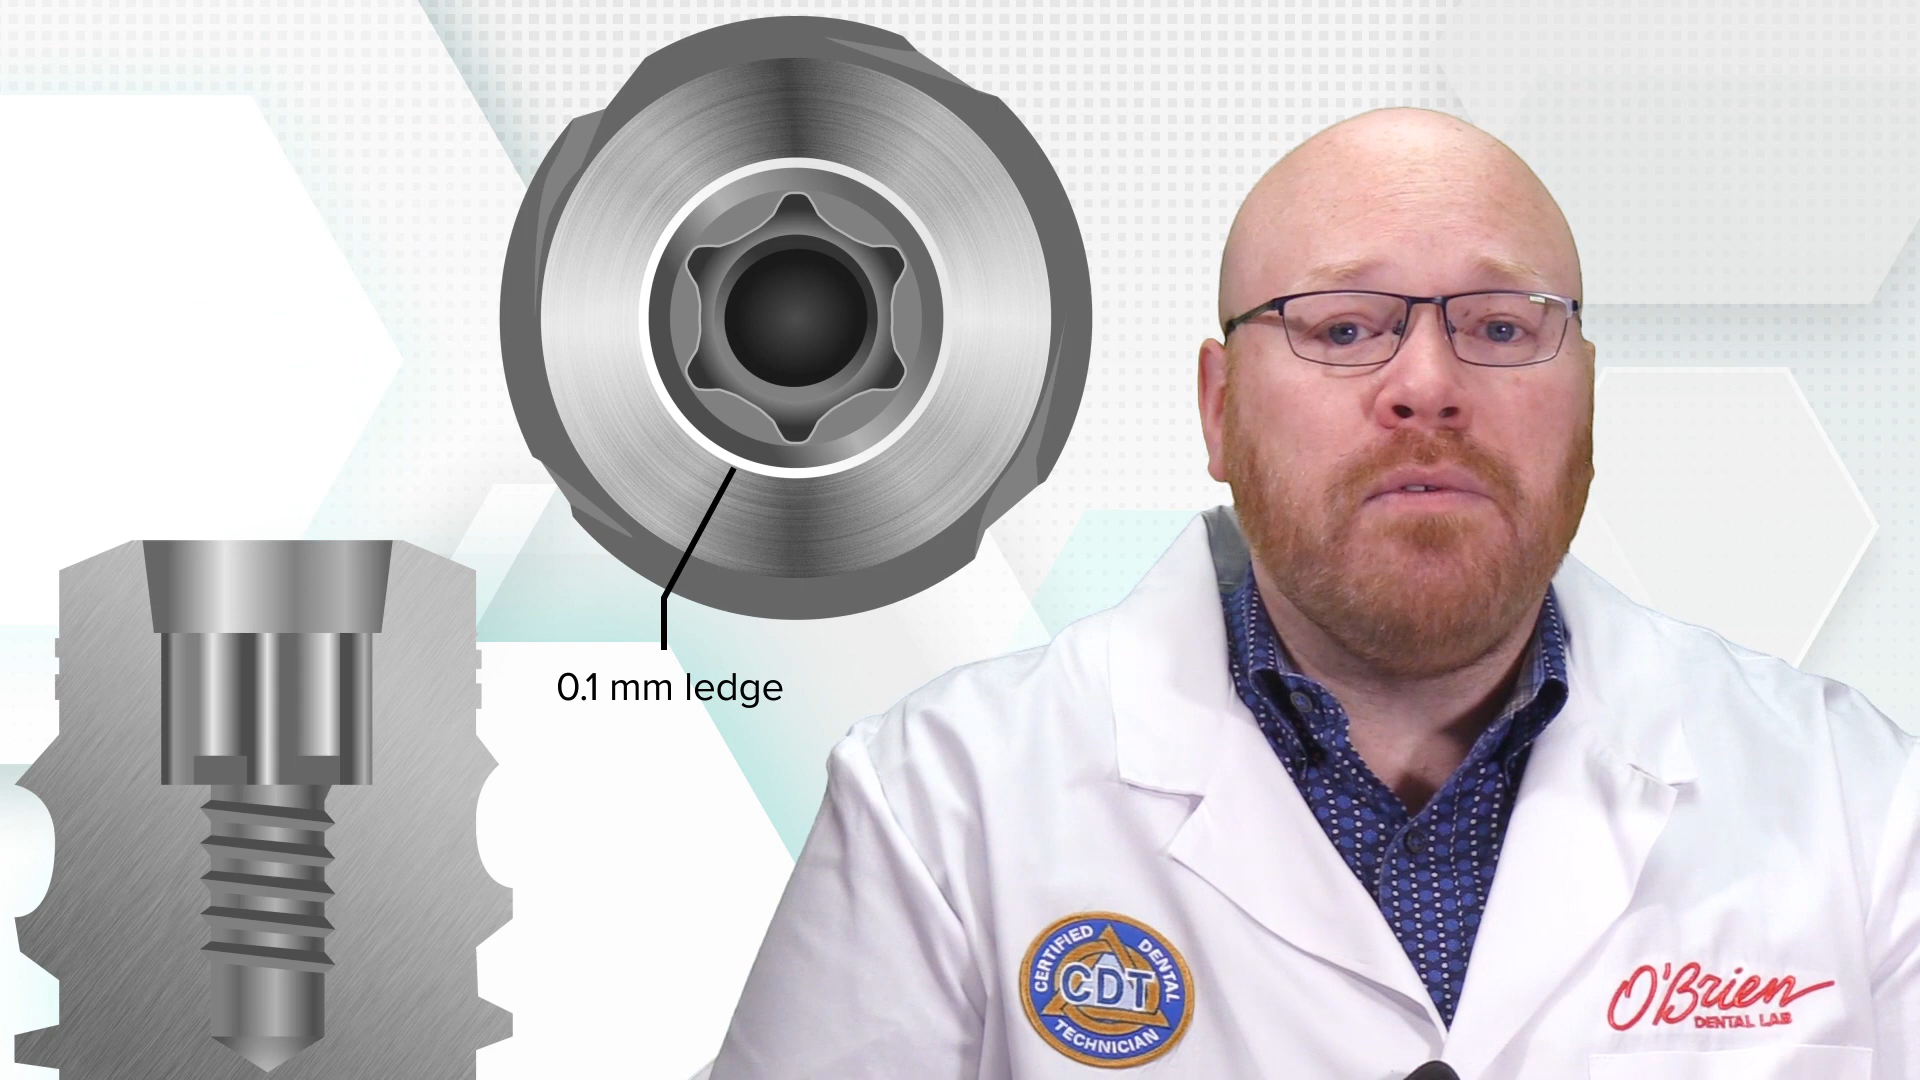 0.1 mm ledge
CERTIFIED DENTAL
CDT
TECHNICIAN
O'Brien
DENTAL LAB